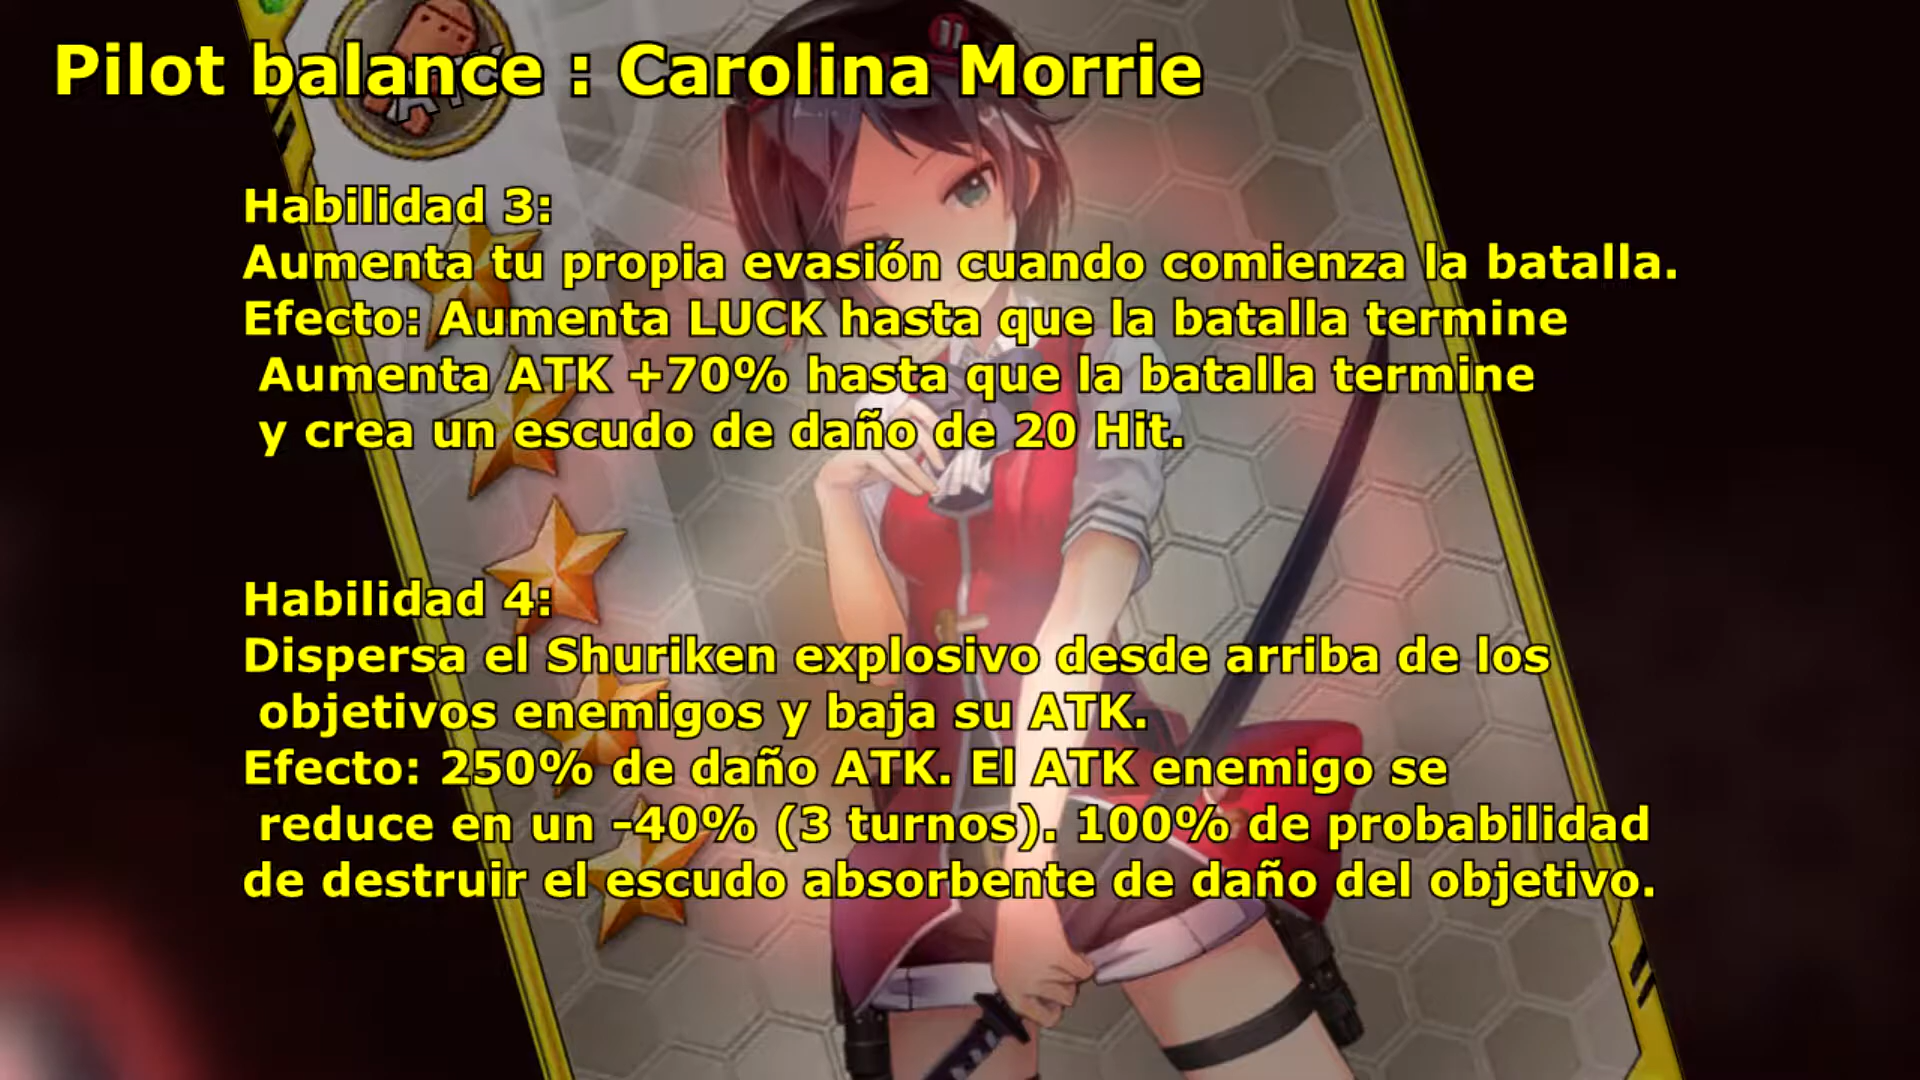 Pilot balance : Carolina Morrie
Habilidad 3:
Aumenta tu propia evasión cuando comienza la batalla.
Efecto: Aumenta LUCK hasta que la batalla termine
Aumenta ATK +70% hasta que la batalla termine
y crea un escudo de daño de 20 Hit.
Habilidad 4:
Dispersa el Shuriken explosivo desde arriba de los
objetivos enemigos y baja su ATK.
Efecto: 250% de daño ATK. El ATK enemigo se
reduce en un -40% (3 turnos). 100% de probabilidad
de destruir el escudo absorbente de daño del objetivo.